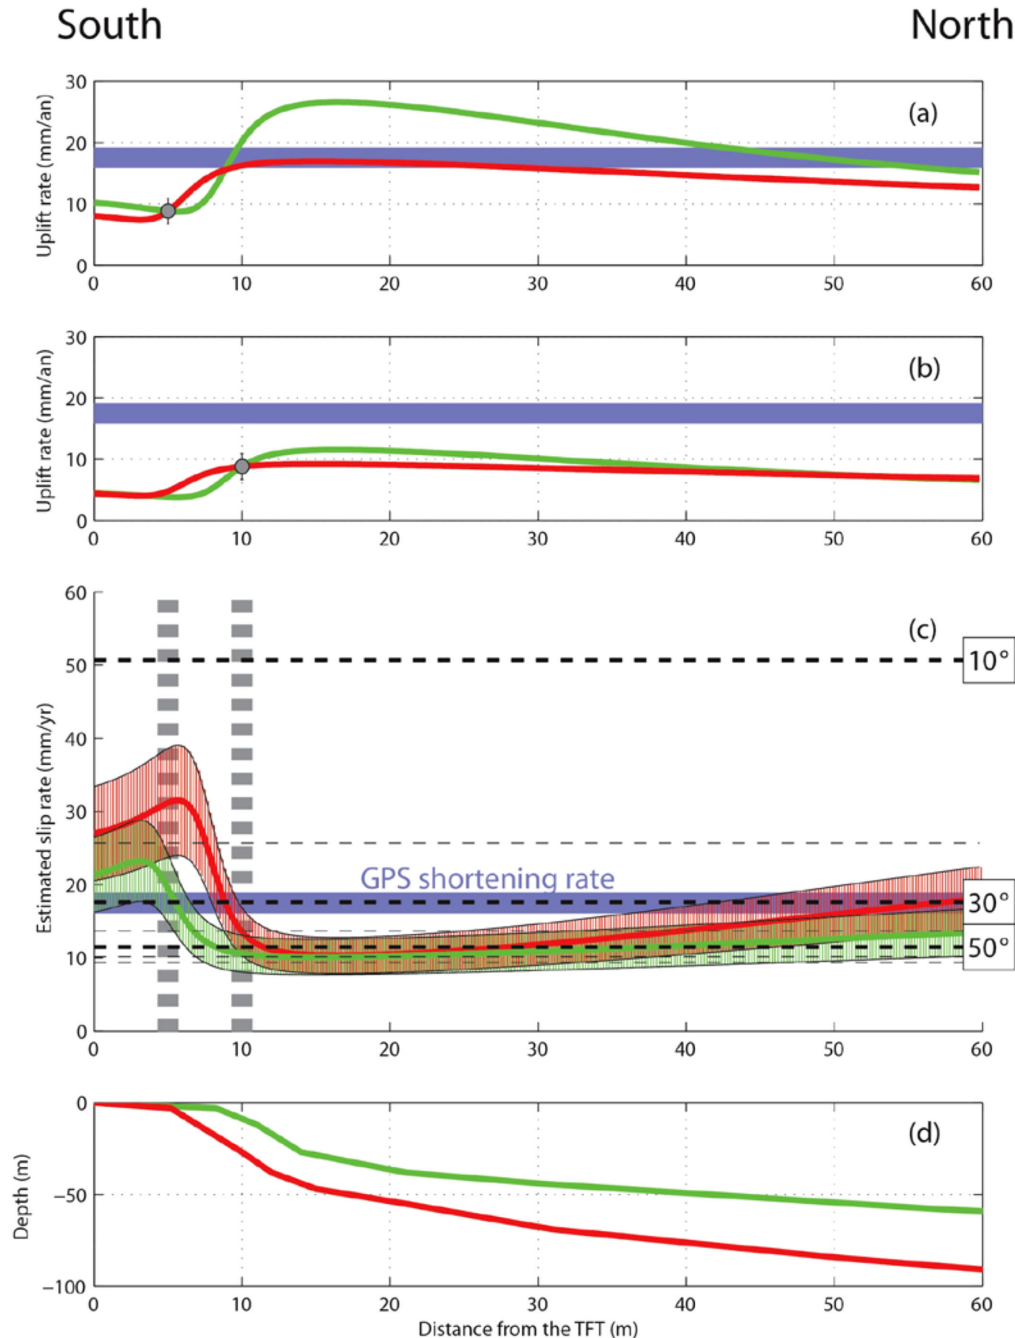 South North
30
20
10
0
Uplift rate (mm/an)
(a)
0 10 20 30 40 50 60
30
20
10
0
Uplift rate (mm/an)
(b)
0 10 20 30 40 50 60
60
50
40
30
20
10
0
Estimated slip rate (mm/yr)
(c)
10°
GPS shortening rate
30°
50°
0 10 20 30 40 50 60
0
−50
−100
Depth (m)
(d)
0 10 20 30 40 50 60
Distance from the TFT (m)